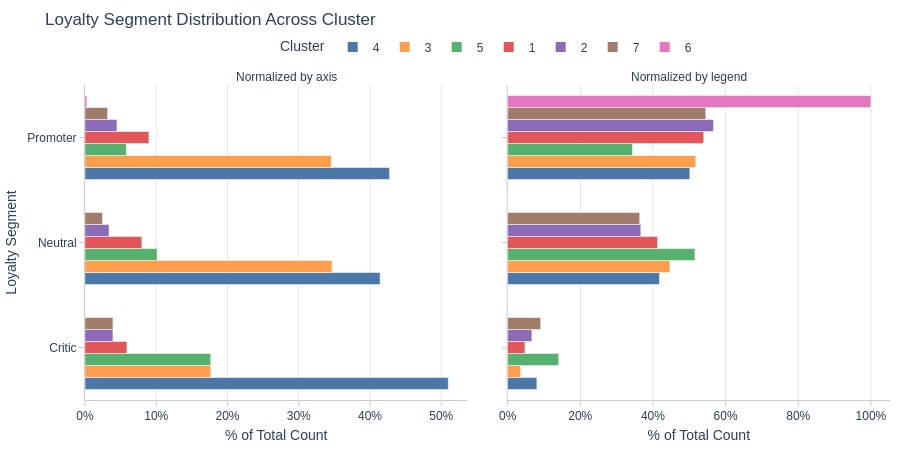 Loyalty Segment Distribution Across Cluster
Cluster 4 3 5 1 2 7 6
Normalized by axis
Normalized by legend
Loyalty Segment
Promoter
Neutral
Critic
0% 10% 20% 30% 40% 50%
0% 20% 40% 60% 80% 100%
% of Total Count
% of Total Count